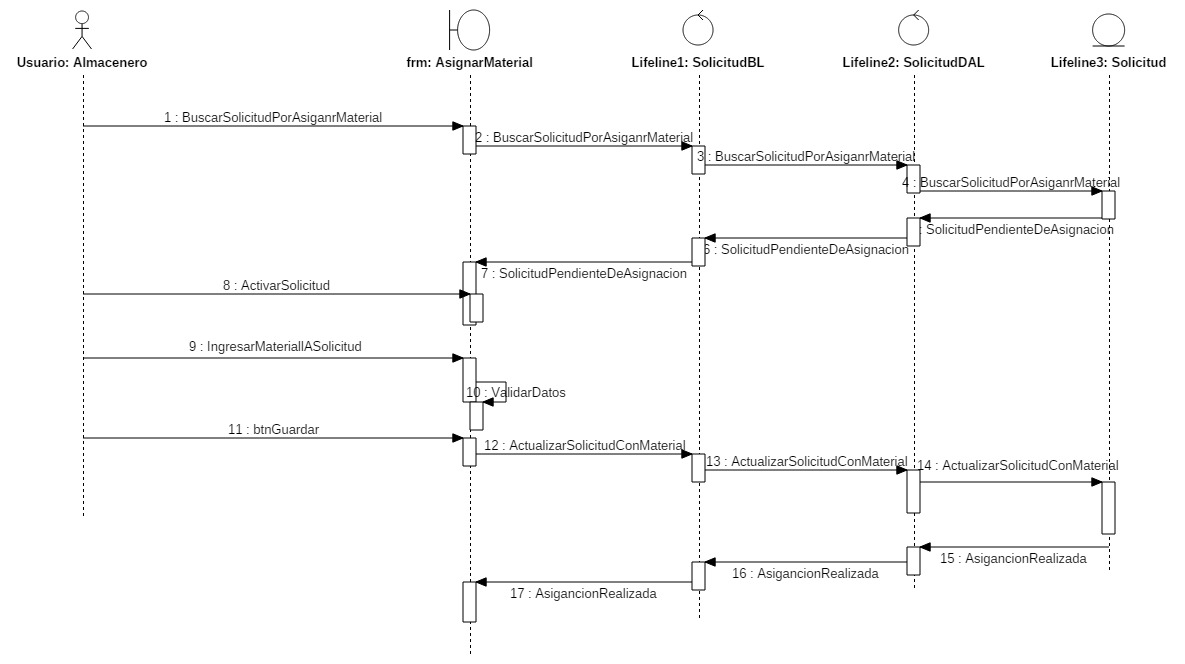 Usuario: Almacenero
frm: AsignarMaterial
Lifeline1: SolicitudBL
Lifeline2: SolicitudDAL
Lifeline3: Solicitud
1 : BuscarSolicitudPorAsiganrMaterial
2 : BuscarSolicitudPorAsiganrMaterial
3 : BuscarSolicitudPorAsiganrMaterial
4 : BuscarSolicitudPorAsiganrMaterial
: SolicitudPendienteDeAsignacion
6 : SolicitudPendienteDeAsignacion
7 : SolicitudPendienteDeAsignacion
8 : ActivarSolicitud
9 : IngresarMateriallASolicitud
10 : ValidarDatos
11 : btnGuardar
12 : ActualizarSolicitudConMaterial
13 : ActualizarSolicitudConMaterial
14 : ActualizarSolicitudConMaterial
15 : AsigancionRealizada
16 : AsigancionRealizada
17 : AsigancionRealizada